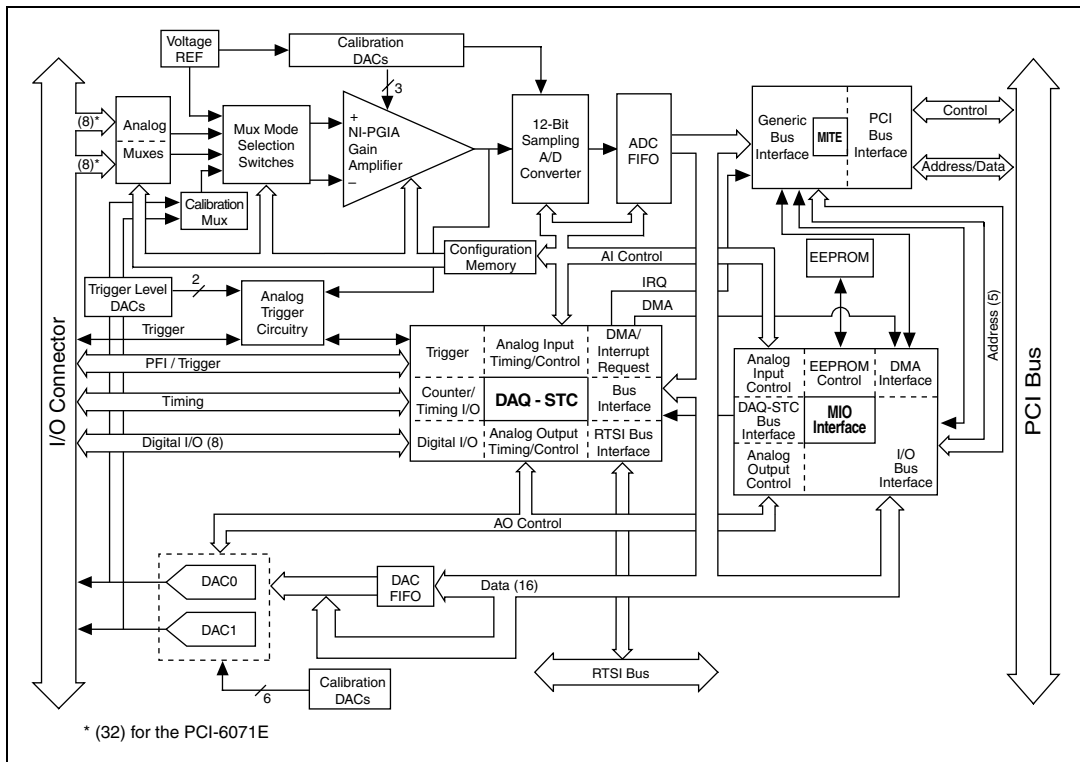 Voltage
REF
Calibration
DACs
3
(8)*
(8)*
Analog
Muxes
Mux Mode
Selection
Switches
+
NI-PGIA
Gain
Amplifier
–
12-Bit
Sampling
A/D
Converter
ADC
FIFO
Generic
Bus
Interface
MITE
PCI
Bus
Interface
Control
Address/Data
Calibration
Mux
Configuration
Memory
AI Control
EEPROM
IRQ
DMA
Address (5)
Trigger Level
DACs
2
Analog
Trigger
Circuitry
Trigger
PFI / Trigger
Timing
Digital I/O (8)
I/O Connector
PCI Bus
Trigger
Analog Input
Timing/Control
DMA/
Interrupt
Request
Counter/
Timing I/O
DAQ - STC
Bus
Interface
Digital I/O
Analog Output
Timing/Control
RTSI Bus
Interface
Analog
Input
Control
EEPROM
Control
DMA
Interface
DAQ-STC
Bus
Interface
MIO
Interface
Analog
Output
Control
I/O
Bus
Interface
AO Control
DAC0
DAC1
DAC
FIFO
Data (16)
6
Calibration
DACs
RTSI Bus
* (32) for the PCI-6071E